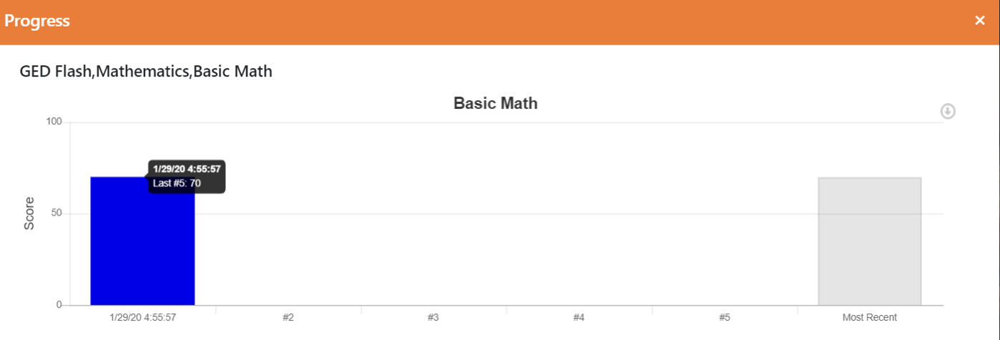 Progress ×
GED Flash,Mathematics,Basic Math
Basic Math
100
1/29/20 4:55:57
Last #5: 70
50
Score
0
1/29/20 4:55:57 #2 #3 #4 #5 Most Recent